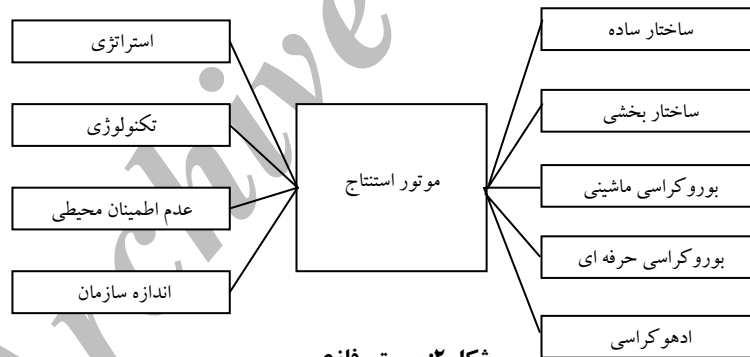 ساختار ساده
استراتژی
ساختار بخشی
تکنولوژی
موتور استنتاج
بوروکراسی ماشینی
عدم اطمینان محیطی
بوروکراسی حرفه ای
اندازه سازمان
ادهوکراسی
Archive